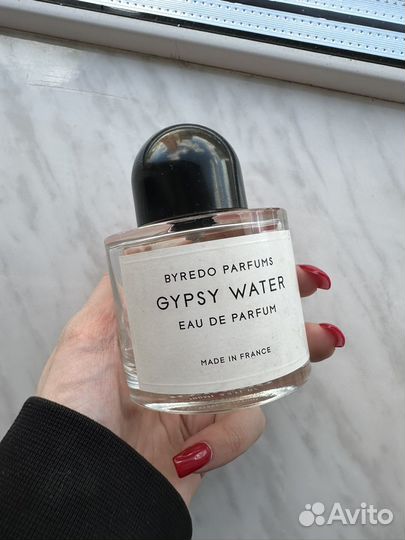 BYREDO PARFUMS
GYPSY WATER
EAU DE PARFUM
MADE IN FRANCE
Avito